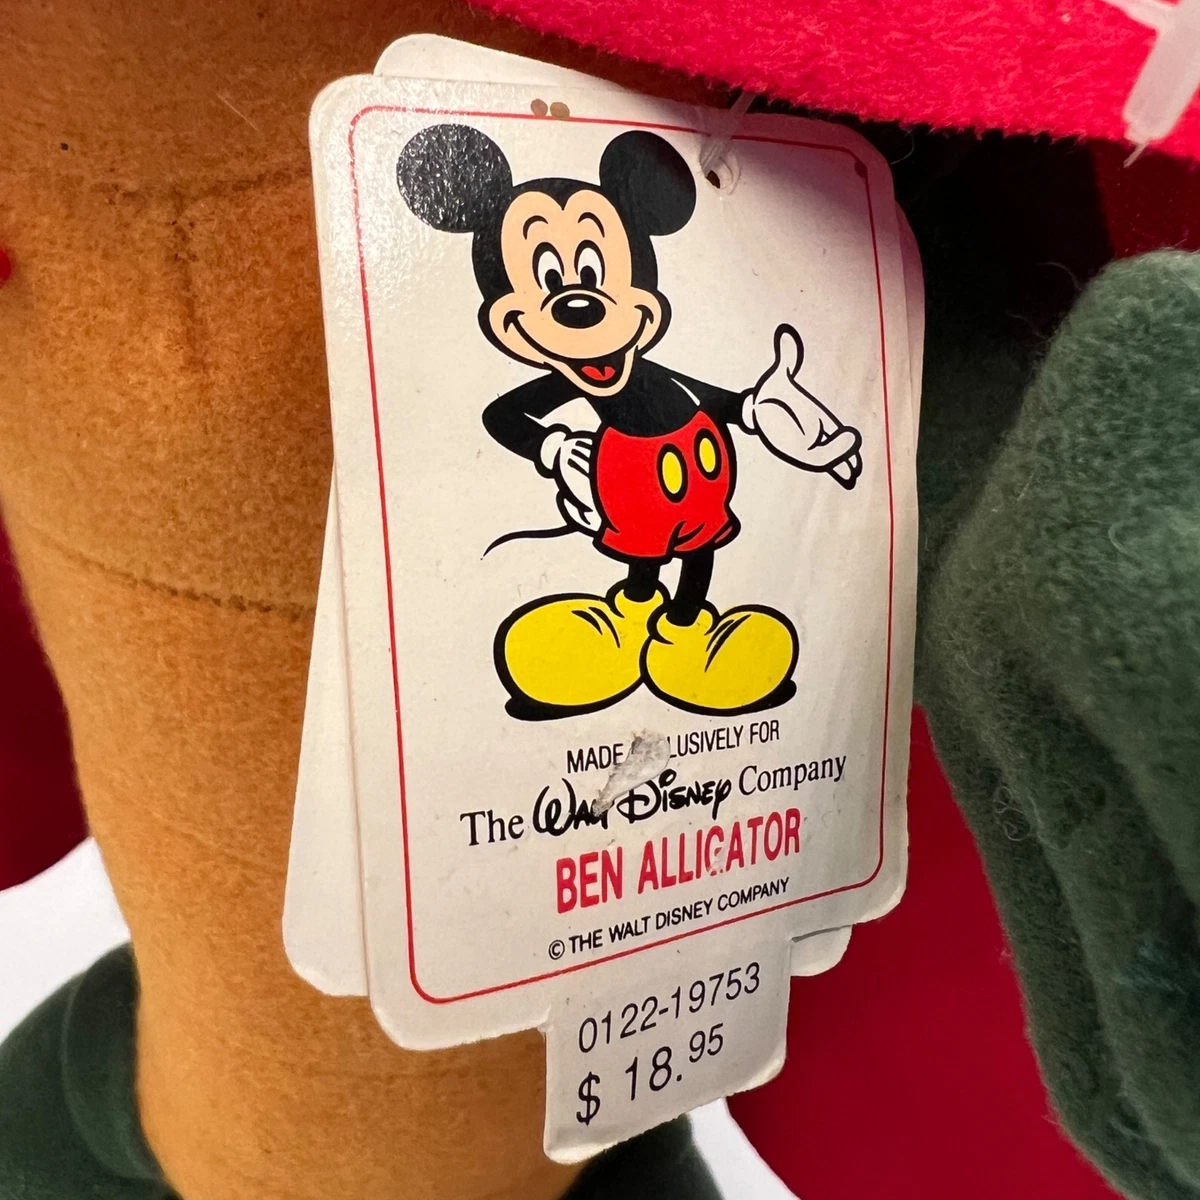 MADE LUSIVELY FOR
The Walt Disney Company
BEN ALLIGATOR
© THE WALT DISNEY COMPANY
0122-19753
$ 18.95